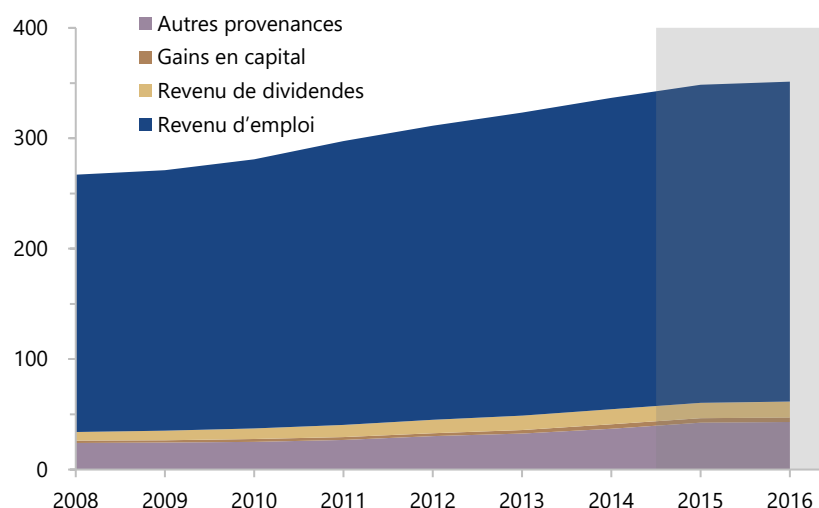 400
300
200
100
0
Autres provenances
Gains en capital
Revenu de dividendes
Revenu d’emploi
2008 2009 2010 2011 2012 2013 2014 2015 2016